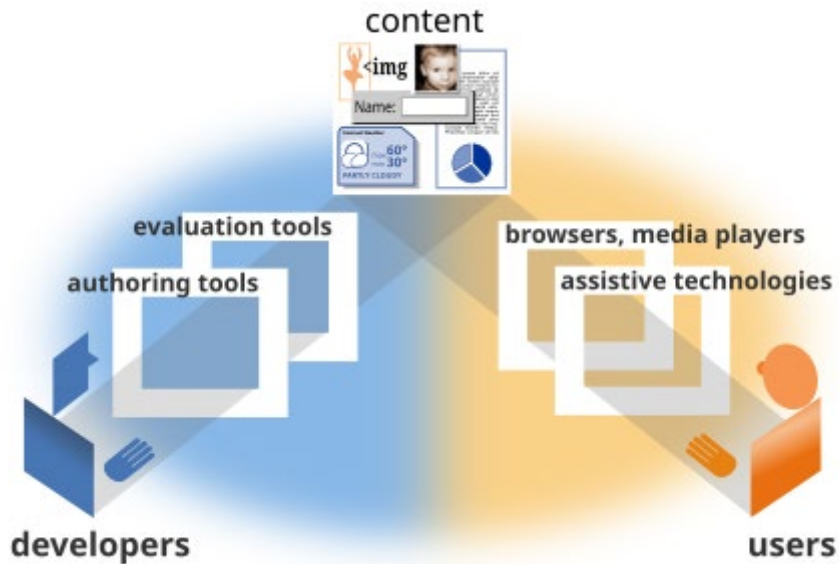 content
<img
Name:
60°
30°
PARTLY CLOUDY
evaluation tools
authoring tools
browsers, media players
assistive technologies
developers
users